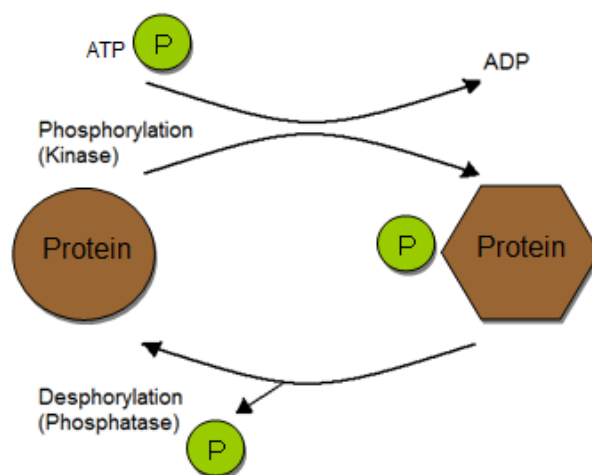 ATP P
ADP
Phosphorylation
(Kinase)
Protein
P
Protein
Desphorylation
(Phosphatase)
P